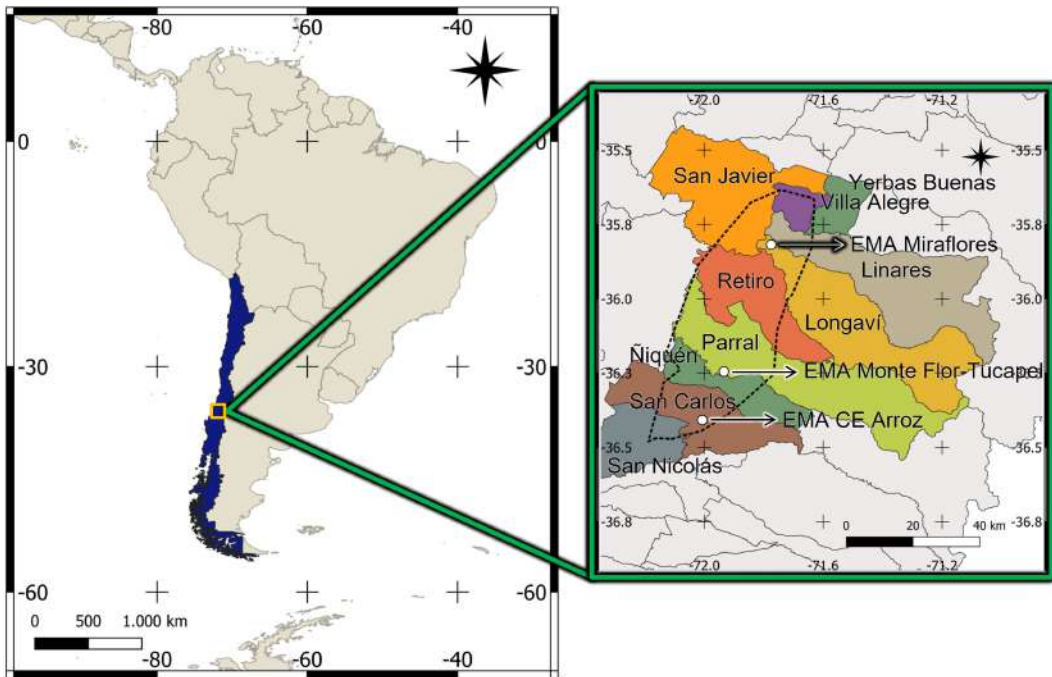 -80 -60 -40
0 0
-30 -30
-60 -60
0 500 1.000 km
-80 -60 -40
-72.0 -71.6 -71.2
-35.5 -35.5
San Javier
Yerbas Buenas
Villa Alegre
-35.8 -35.8
EMA Miraflores
Linares
Retiro
-36.0 -36.0
Longaví
Parral
Ñiquén
-36.3 EMA Monte Flor-Tucapel -36.3
San Carlos
EMA CE Arroz
-36.5 -36.5
San Nicolás
-36.8 -36.8
0 20 40 km
-72.0 -71.6 -71.2